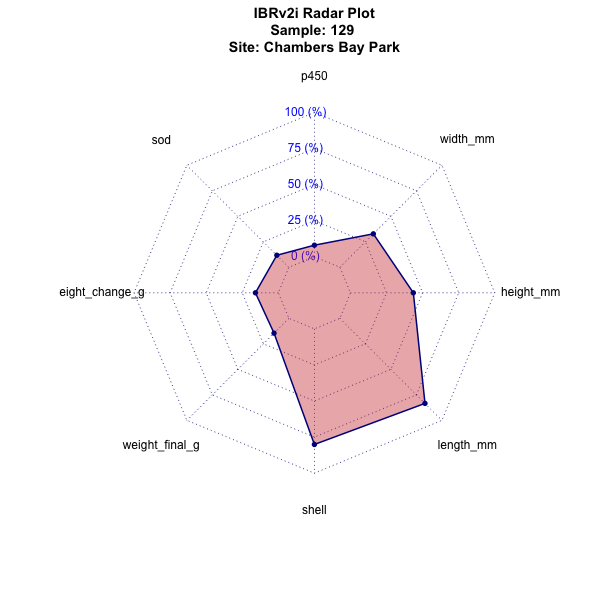 IBRv2i Radar Plot
Sample: 129
Site: Chambers Bay Park
p450
100 (%)
sod
width_mm
75 (%)
50 (%)
25 (%)
0 (%)
eight_change_g
height_mm
weight_final_g
length_mm
shell